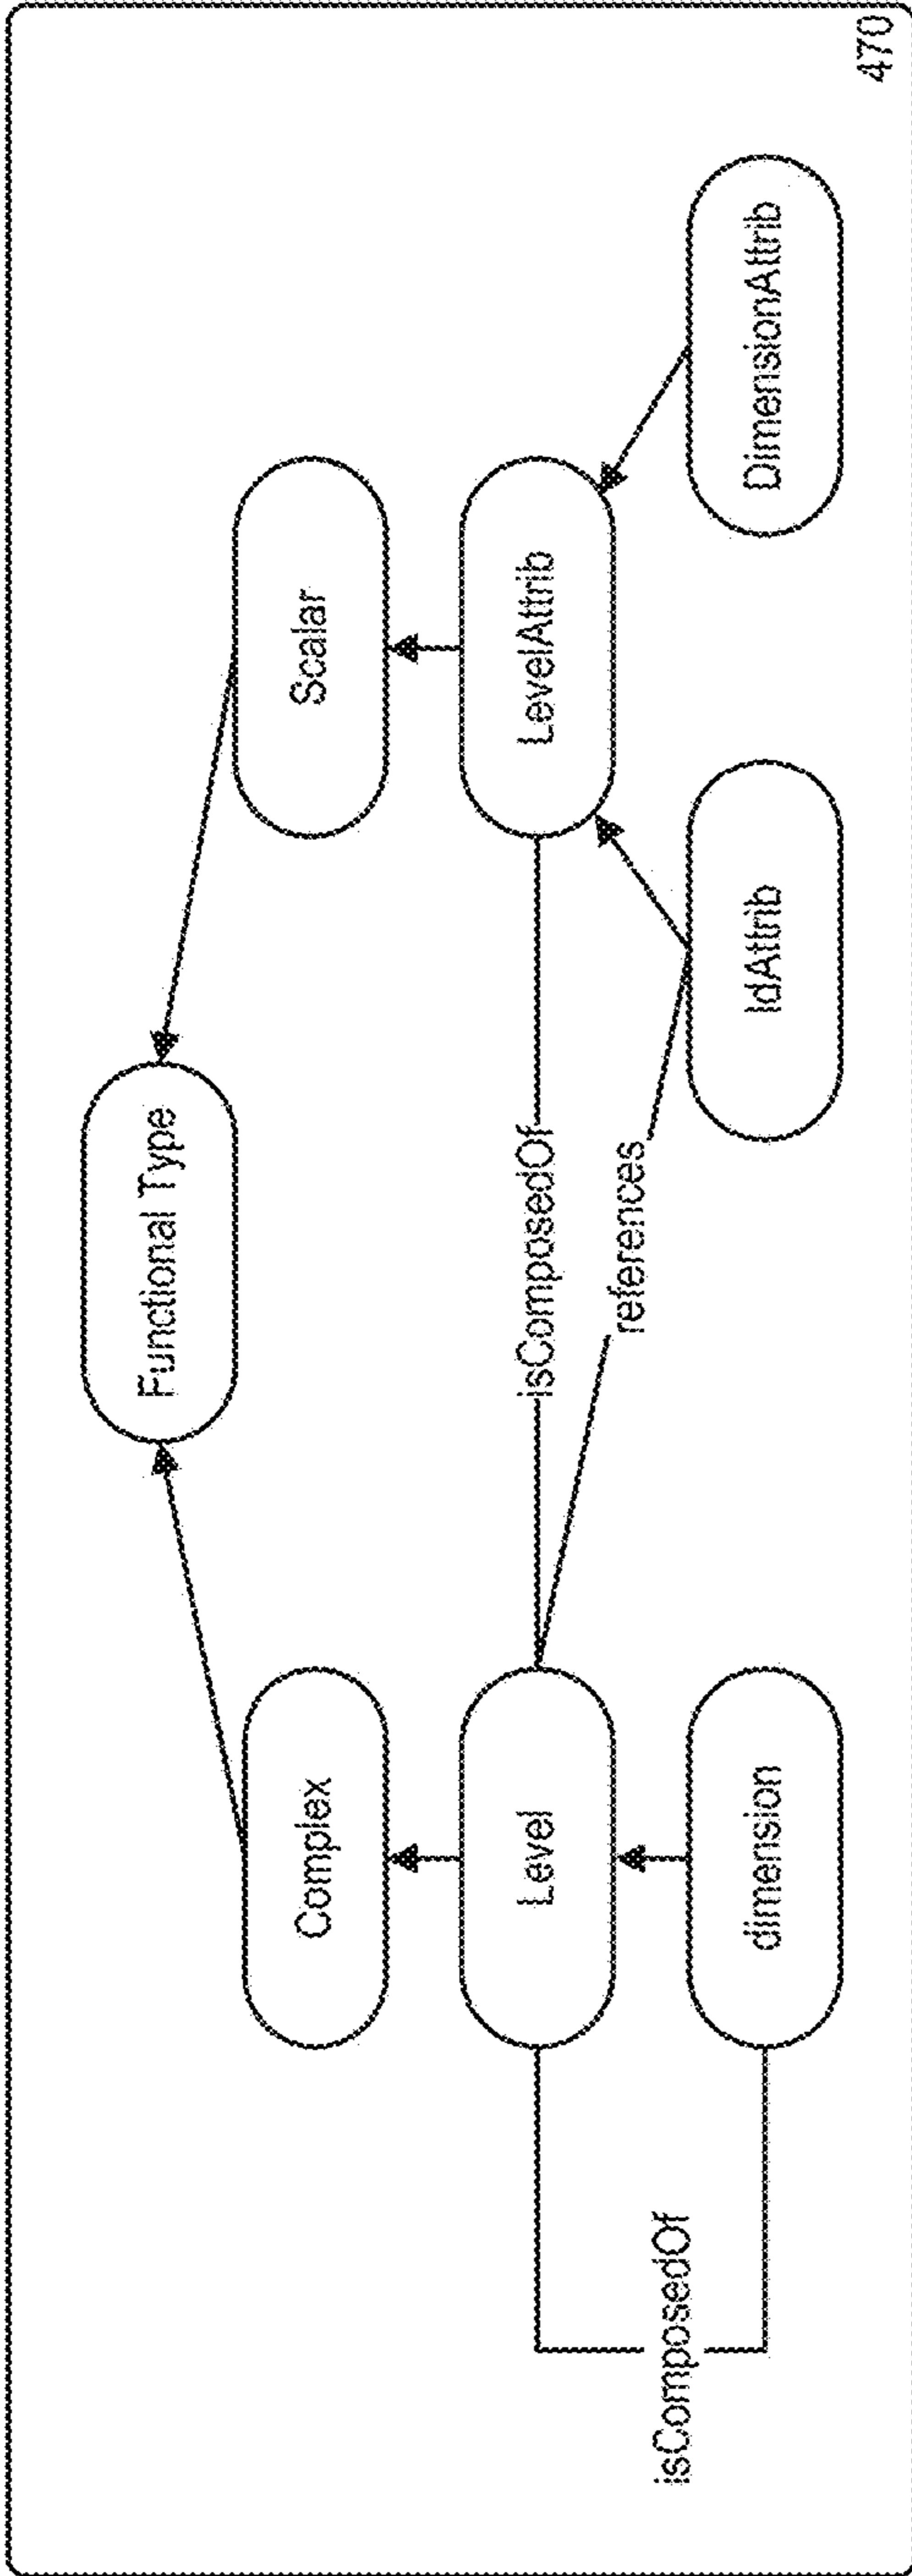 Functional Type
Complex
Scalar
Level
isComposedOf
LevelAttrib
references
isComposedOf
dimension
IdAttrib
DimensionAttrib
470